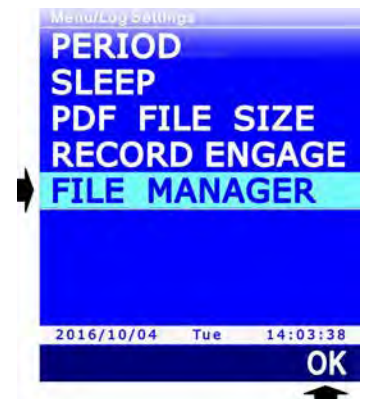 Menu/Log Settings
PERIOD
SLEEP
PDF FILE SIZE
RECORD ENGAGE
FILE MANAGER
2016/10/04 Tue 14:03:38
OK